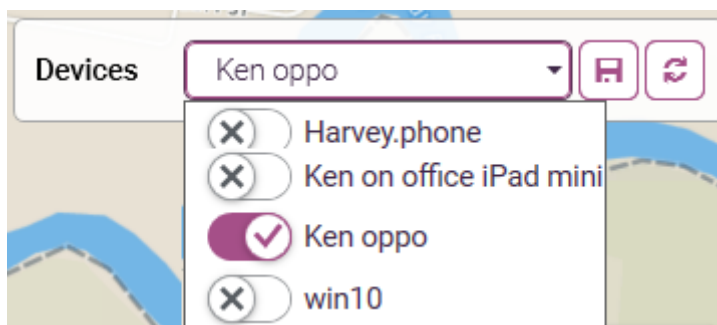 Devices
Ken oppo
Harvey.phone
Ken on office iPad mini
Ken oppo
win10